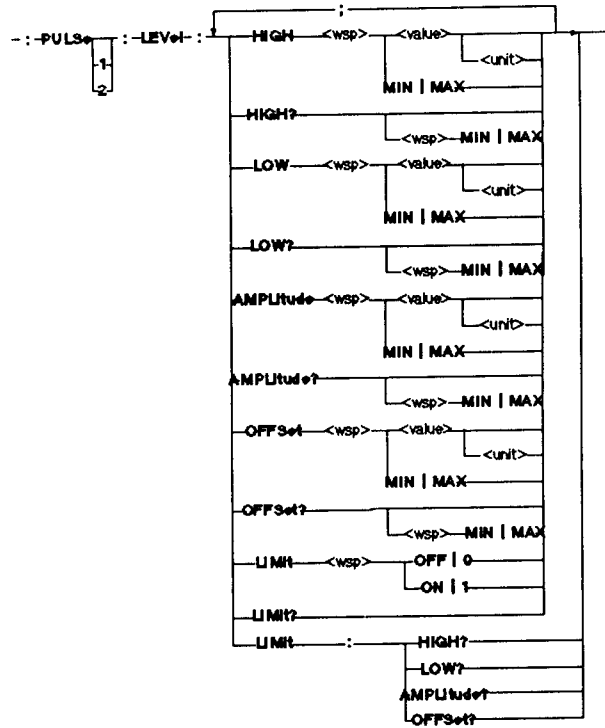 ;
: PULSe : LEVel : HIGH <wsp> <value>
1 <unit>
2 MIN | MAX
HIGH?
<wsp> MIN | MAX
LOW <wsp> <value>
<unit>
MIN | MAX
LOW?
<wsp> MIN | MAX
AMPLitude <wsp> <value>
<unit>
MIN | MAX
AMPLitude?
<wsp> MIN | MAX
OFFSet <wsp> <value>
<unit>
MIN | MAX
OFFSet?
<wsp> MIN | MAX
LIMit <wsp> OFF | 0
ON | 1
LIMit?
LIMit : HIGH?
LOW?
AMPLitude?
OFFSet?